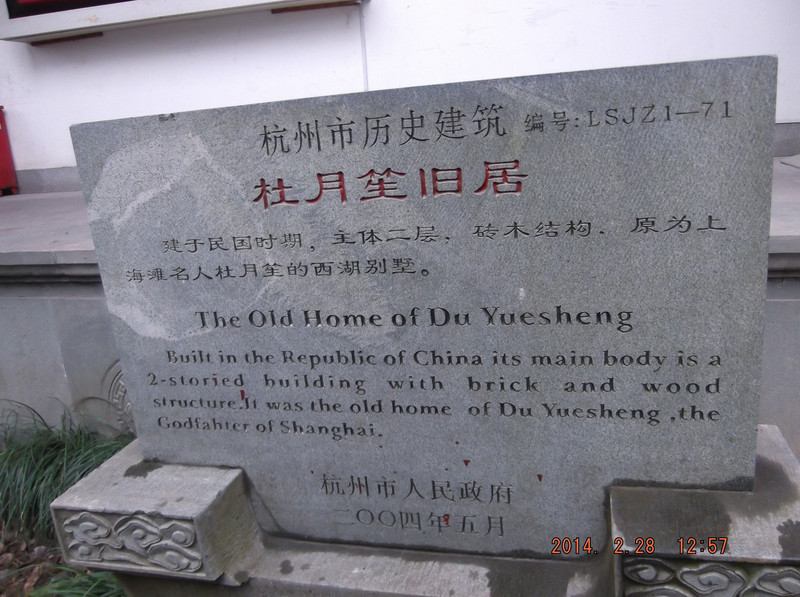 杭州市历史建筑 编号:LSJZ1—71
杜月笙旧居
建于民国时期，主体二层，砖木结构，原为上
海滩名人杜月笙的西湖别墅。
The Old Home of Du Yuesheng
Built in the Republic of China its main body is a
2-storied building with brick and wood
structure.It was the old home of Du Yuesheng ,the
Godfahter of Shanghai.
杭州市人民政府
二〇〇四年五月
2014. 2.28 12:57